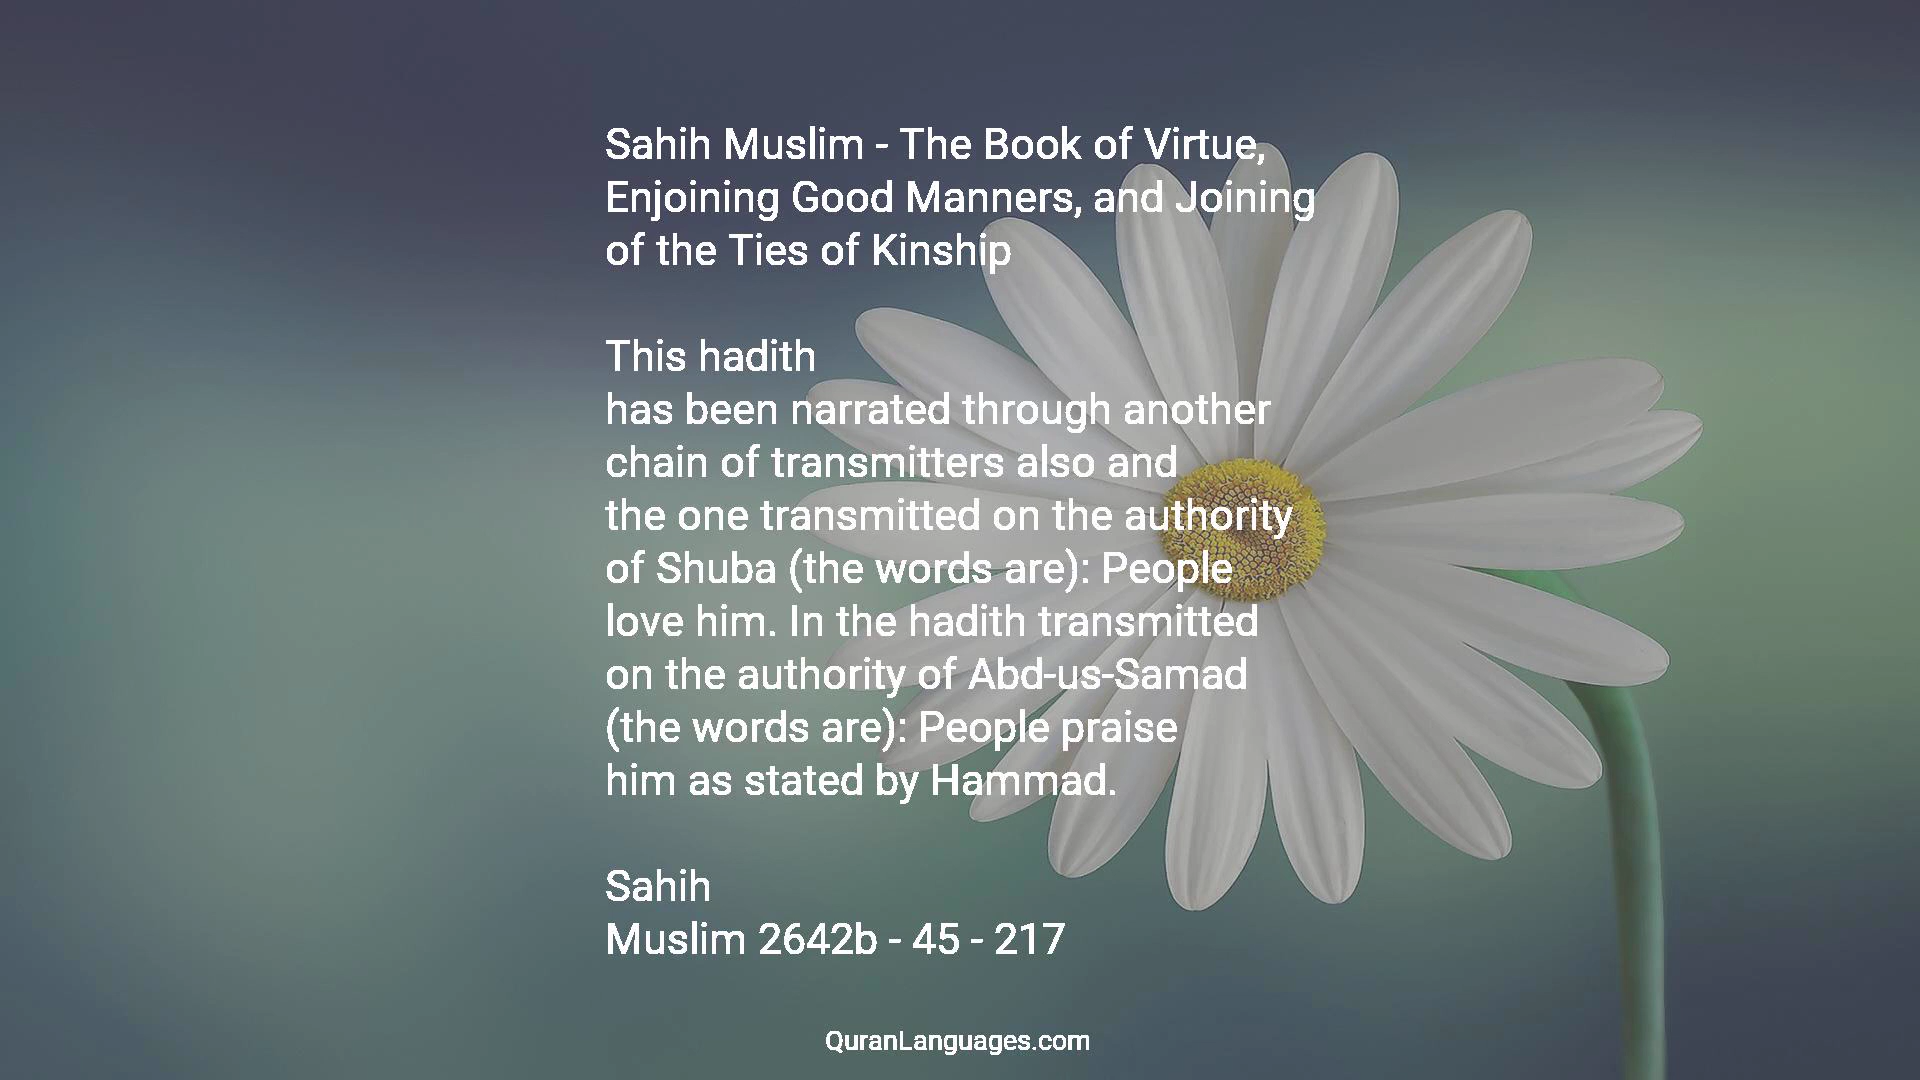 Sahih Muslim - The Book of Virtue,
Enjoining Good Manners, and Joining
of the Ties of Kinship
This hadith
has been narrated through another
chain of transmitters also and
the one transmitted on the authority
of Shuba (the words are): People
love him. In the hadith transmitted
on the authority of Abd-us-Samad
(the words are): People praise
him as stated by Hammad.
Sahih
Muslim 2642b - 45 - 217
QuranLanguages.com